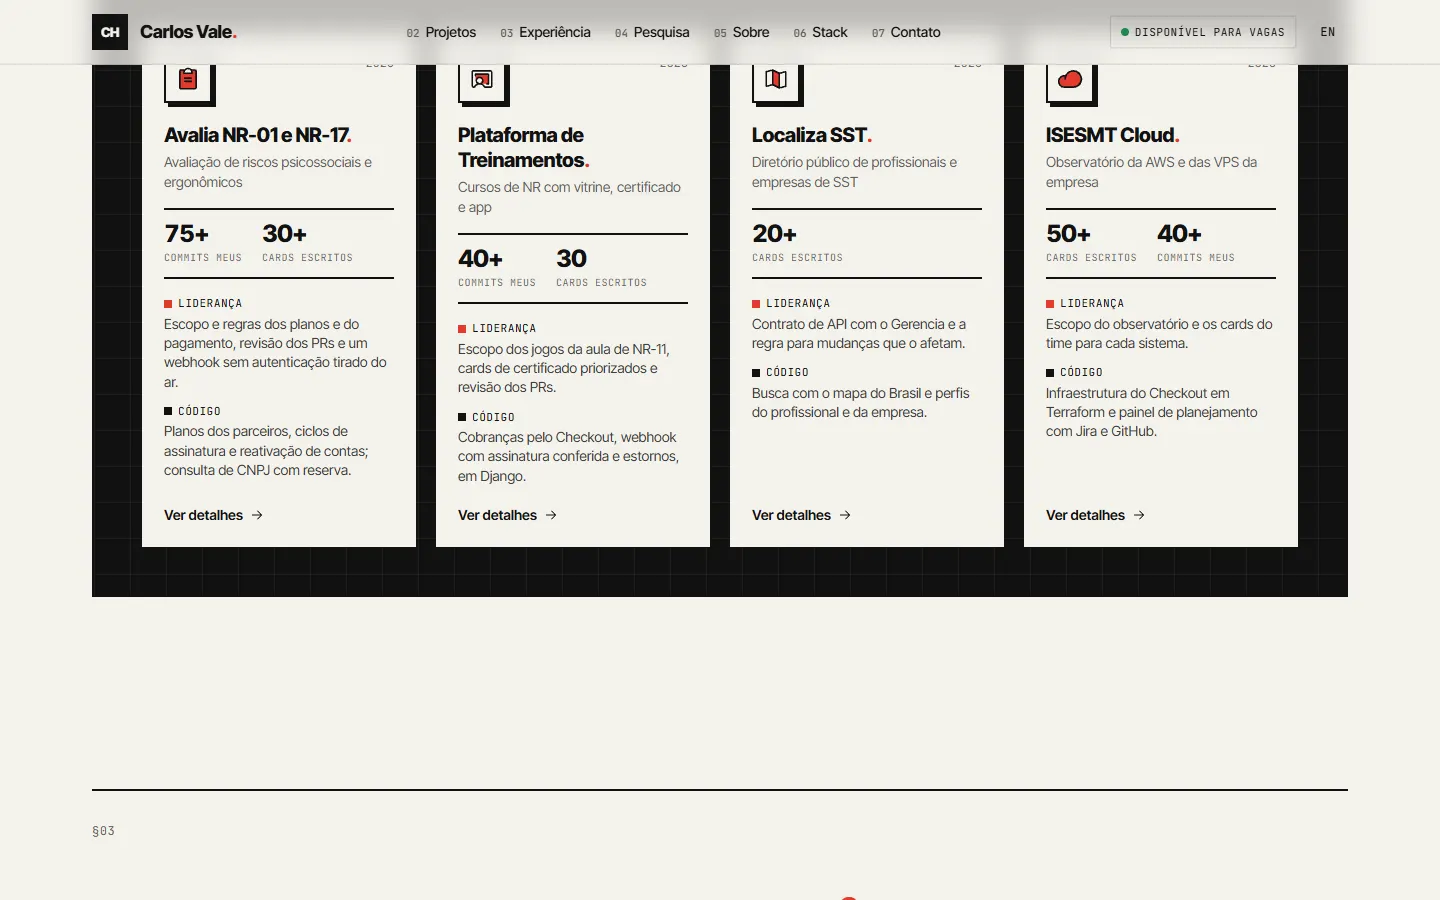 CH
Carlos Vale.
02 Projetos
03 Experiência
04 Pesquisa
05 Sobre
06 Stack
07 Contato
DISPONÍVEL PARA VAGAS
EN
Avalia NR-01 e NR-17.
Avaliação de riscos psicossociais e
ergonômicos
75+
COMMITS MEUS
30+
CARDS ESCRITOS
LIDERANÇA
Escopo e regras dos planos e do
pagamento, revisão dos PRs e um
webhook sem autenticação tirado do
ar.
CÓDIGO
Planos dos parceiros, ciclos de
assinatura e reativação de contas;
consulta de CNPJ com reserva.
Ver detalhes →
Plataforma de
Treinamentos.
Cursos de NR com vitrine, certificado
e app
40+
COMMITS MEUS
30
CARDS ESCRITOS
LIDERANÇA
Escopo dos jogos da aula de NR-11,
cards de certificado priorizados e
revisão dos PRs.
CÓDIGO
Cobranças pelo Checkout, webhook
com assinatura conferida e estornos,
em Django.
Ver detalhes →
Localiza SST.
Diretório público de profissionais e
empresas de SST
20+
CARDS ESCRITOS
LIDERANÇA
Contrato de API com o Gerencia e a
regra para mudanças que o afetam.
CÓDIGO
Busca com o mapa do Brasil e perfis
do profissional e da empresa.
Ver detalhes →
ISESMT Cloud.
Observatório da AWS e das VPS da
empresa
50+
CARDS ESCRITOS
40+
COMMITS MEUS
LIDERANÇA
Escopo do observatório e os cards do
time para cada sistema.
CÓDIGO
Infraestrutura do Checkout em
Terraform e painel de planejamento
com Jira e GitHub.
Ver detalhes →
§03